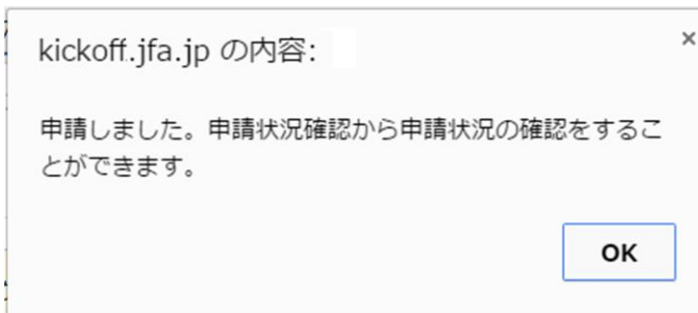 kickoff.jfa.jp の内容:
×
申請しました。申請状況確認から申請状況の確認をするこ
とができます。
OK